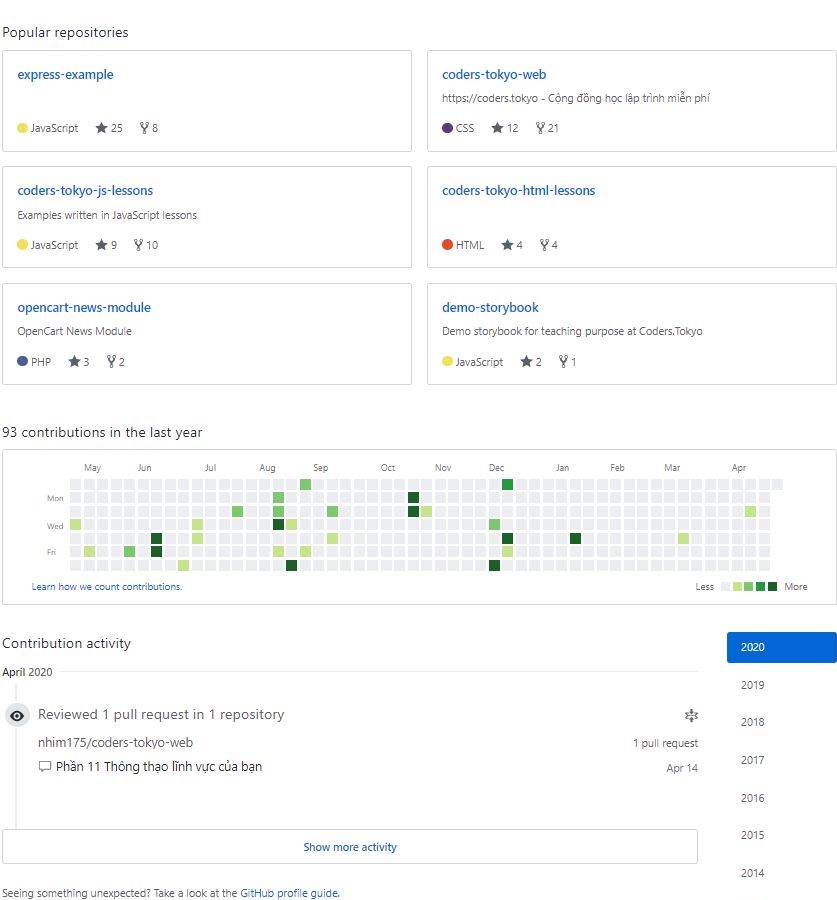 Popular repositories
express-example
JavaScript 25 8
coders-tokyo-web
https://coders.tokyo - Cộng đồng học lập trình miễn phí
CSS 12 21
coders-tokyo-js-lessons
Examples written in JavaScript lessons
JavaScript 9 10
coders-tokyo-html-lessons
HTML 4 4
opencart-news-module
OpenCart News Module
PHP 3 2
demo-storybook
Demo storybook for teaching purpose at Coders.Tokyo
JavaScript 2 1
93 contributions in the last year
May Jun Jul Aug Sep Oct Nov Dec Jan Feb Mar Apr
Mon
Wed
Fri
Learn how we count contributions.
Less More
Contribution activity
April 2020
Reviewed 1 pull request in 1 repository
nhim175/coders-tokyo-web 1 pull request
Phần 11 Thông thạo lĩnh vực của bạn Apr 14
Show more activity
Seeing something unexpected? Take a look at the GitHub profile guide.
2020
2019
2018
2017
2016
2015
2014